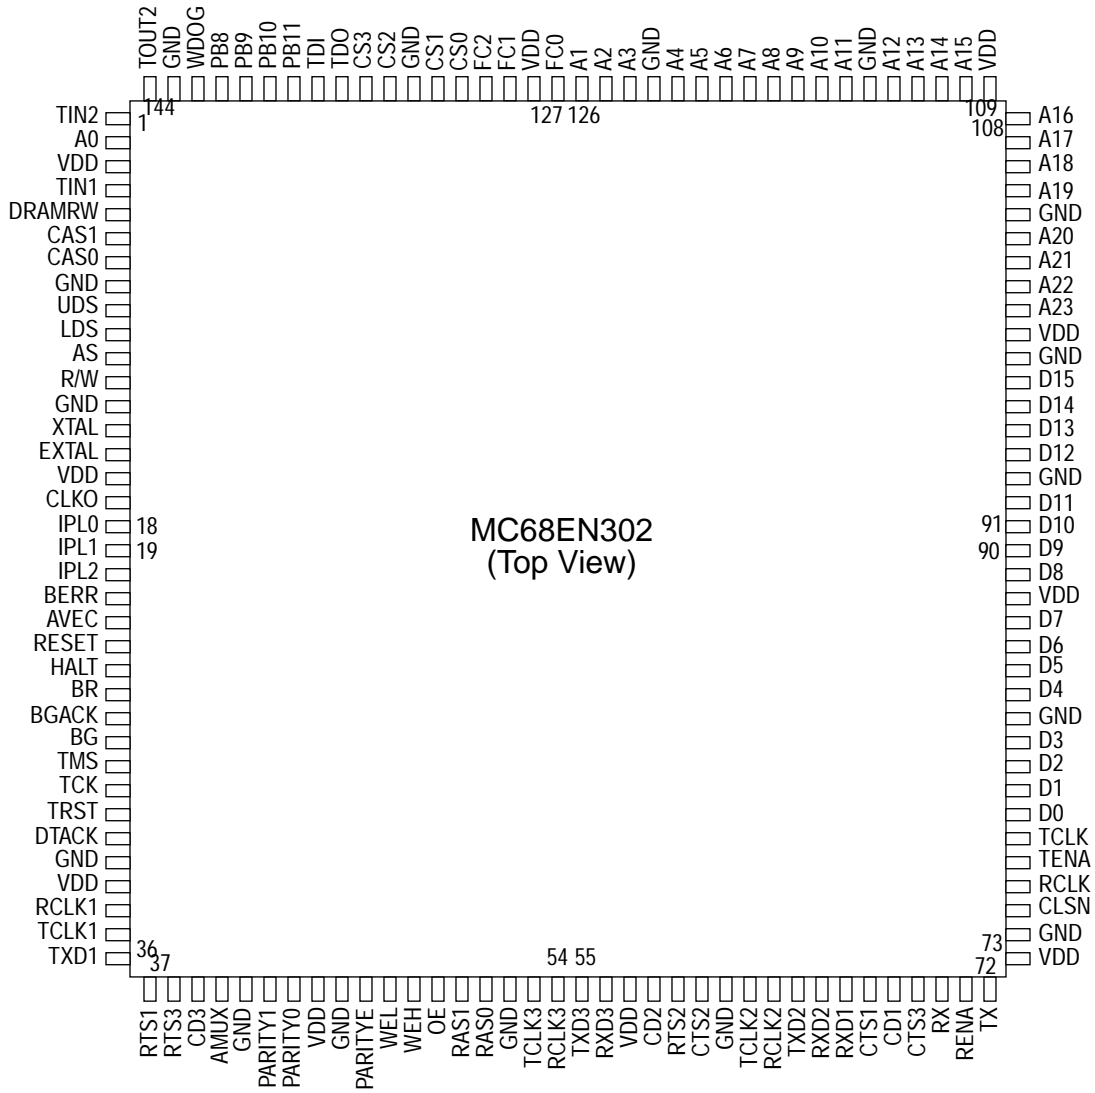 TOUT2
GND
WDOG
PB8
PB9
PB10
PB11
TDI
TDO
CS3
CS2
GND
CS1
CS0
FC2
FC1
VDD
FC0
A1
A2
A3
GND
A4
A5
A6
A7
A8
A9
A10
A11
GND
A12
A13
A14
A15
VDD
144
127 126
109
1
108
TIN2
A0
VDD
TIN1
DRAMRW
CAS1
CAS0
GND
UDS
LDS
AS
R/W
GND
XTAL
EXTAL
VDD
CLKO
IPL0
IPL1
IPL2
BERR
AVEC
RESET
HALT
BR
BGACK
BG
TMS
TCK
TRST
DTACK
GND
VDD
RCLK1
TCLK1
TXD1
18
19
MC68EN302
(Top View)
91
90
A16
A17
A18
A19
GND
A20
A21
A22
A23
VDD
GND
D15
D14
D13
D12
GND
D11
D10
D9
D8
VDD
D7
D6
D5
D4
GND
D3
D2
D1
D0
TCLK
TENA
RCLK
CLSN
GND
VDD
36
37
54 55
73
72
RTS1
RTS3
CD3
AMUX
GND
PARITY1
PARITY0
VDD
GND
PARITYE
WEL
WEH
OE
RAS1
RAS0
GND
TCLK3
RCLK3
TXD3
RXD3
VDD
CD2
RTS2
CTS2
GND
TCLK2
RCLK2
TXD2
RXD2
RXD1
CTS1
CD1
CTS3
RX
RENA
TX